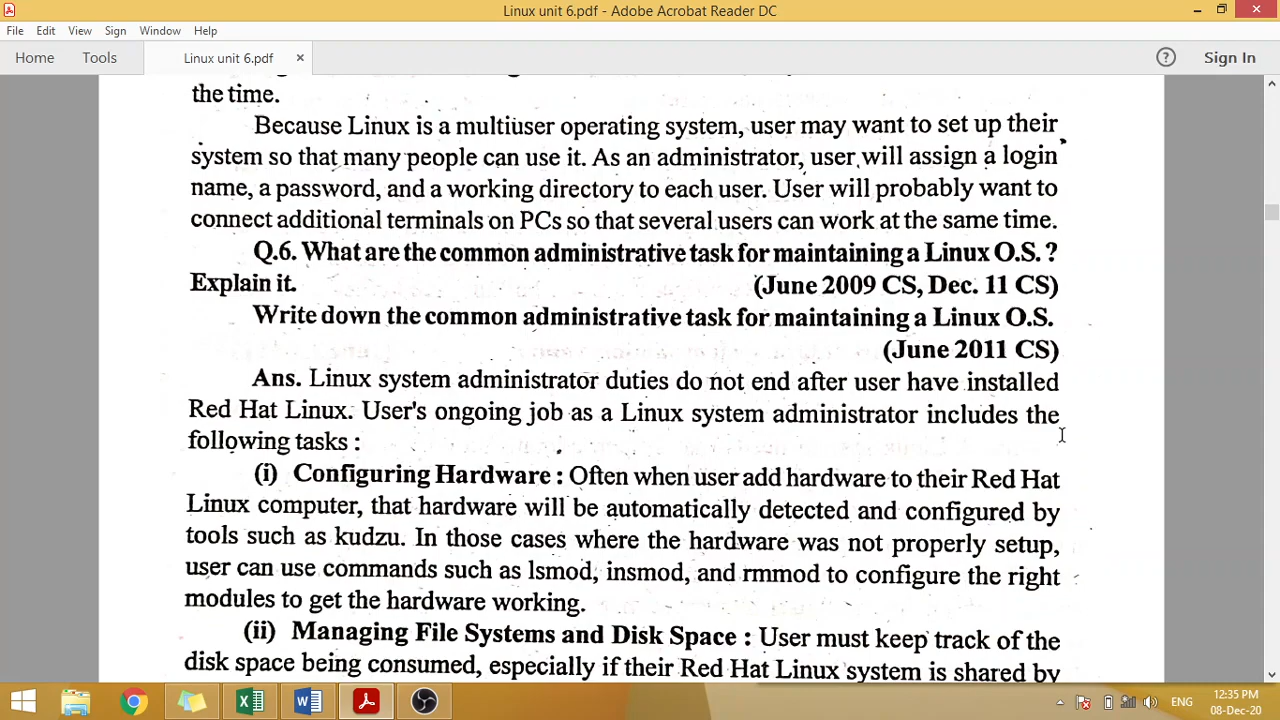 Linux unit 6.pdf - Adobe Acrobat Reader DC
File Edit View Sign Window Help
Home Tools Linux unit 6.pdf × ? Sign In
the time.
Because Linux is a multiuser operating system, user may want to set up their
system so that many people can use it. As an administrator, user will assign a login
name, a password, and a working directory to each user. User will probably want to
connect additional terminals on PCs so that several users can work at the same time.
Q.6. What are the common administrative task for maintaining a Linux O.S. ?
Explain it. (June 2009 CS, Dec. 11 CS)
Write down the common administrative task for maintaining a Linux O.S.
(June 2011 CS)
Ans. Linux system administrator duties do not end after user have installed
Red Hat Linux. User's ongoing job as a Linux system administrator includes the
following tasks :
(i) Configuring Hardware : Often when user add hardware to their Red Hat
Linux computer, that hardware will be automatically detected and configured by
tools such as kudzu. In those cases where the hardware was not properly setup,
user can use commands such as lsmod, insmod, and rmmod to configure the right
modules to get the hardware working.
(ii) Managing File Systems and Disk Space : User must keep track of the
disk space being consumed, especially if their Red Hat Linux system is shared by
ENG 12:35 PM
08-Dec-20